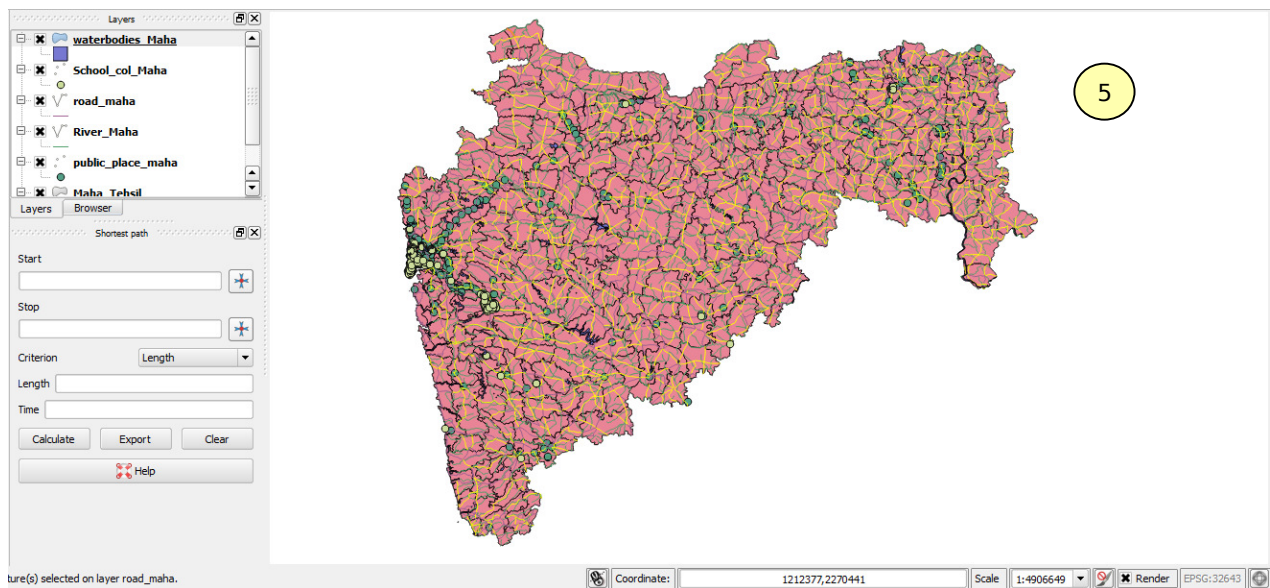 Layers
waterbodies_Maha
School_col_Maha
road_maha
River_Maha
public_place_maha
Maha_Tehsil
Layers Browser
Shortest path
Start
Stop
Criterion Length
Length
Time
Calculate Export Clear
Help
5
ture(s) selected on layer road_maha.
Coordinate: 1212377,2270441 Scale 1:4906649 Render EPSG:32643